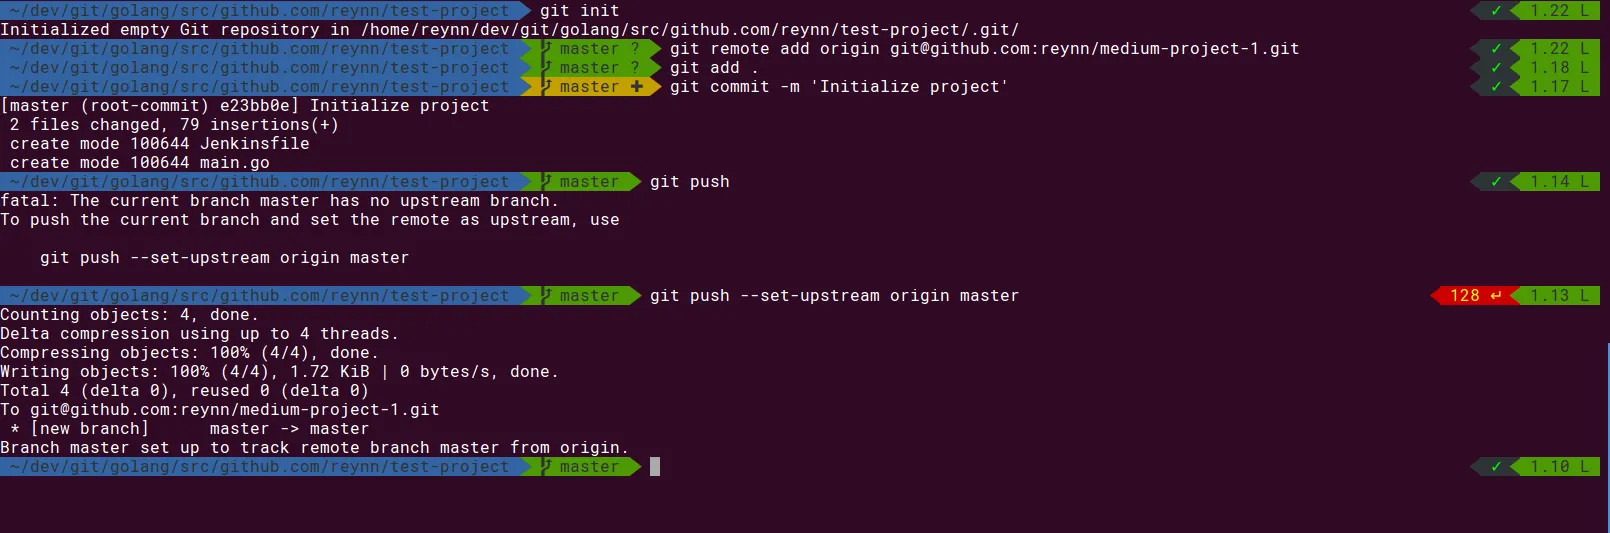 ~/dev/git/golang/src/github.com/reynn/test-project git init ✓ 1.22 L
Initialized empty Git repository in /home/reynn/dev/git/golang/src/github.com/reynn/test-project/.git/
~/dev/git/golang/src/github.com/reynn/test-project master ? git remote add origin git@github.com:reynn/medium-project-1.git ✓ 1.22 L
~/dev/git/golang/src/github.com/reynn/test-project master ? git add . ✓ 1.18 L
~/dev/git/golang/src/github.com/reynn/test-project master ✚ git commit -m 'Initialize project' ✓ 1.17 L
[master (root-commit) e23bb0e] Initialize project
 2 files changed, 79 insertions(+)
 create mode 100644 Jenkinsfile
 create mode 100644 main.go
~/dev/git/golang/src/github.com/reynn/test-project master git push ✓ 1.14 L
fatal: The current branch master has no upstream branch.
To push the current branch and set the remote as upstream, use
    git push --set-upstream origin master
~/dev/git/golang/src/github.com/reynn/test-project master git push --set-upstream origin master 128 ↵ 1.13 L
Counting objects: 4, done.
Delta compression using up to 4 threads.
Compressing objects: 100% (4/4), done.
Writing objects: 100% (4/4), 1.72 KiB | 0 bytes/s, done.
Total 4 (delta 0), reused 0 (delta 0)
To git@github.com:reynn/medium-project-1.git
 * [new branch]      master -> master
Branch master set up to track remote branch master from origin.
~/dev/git/golang/src/github.com/reynn/test-project master ✓ 1.10 L